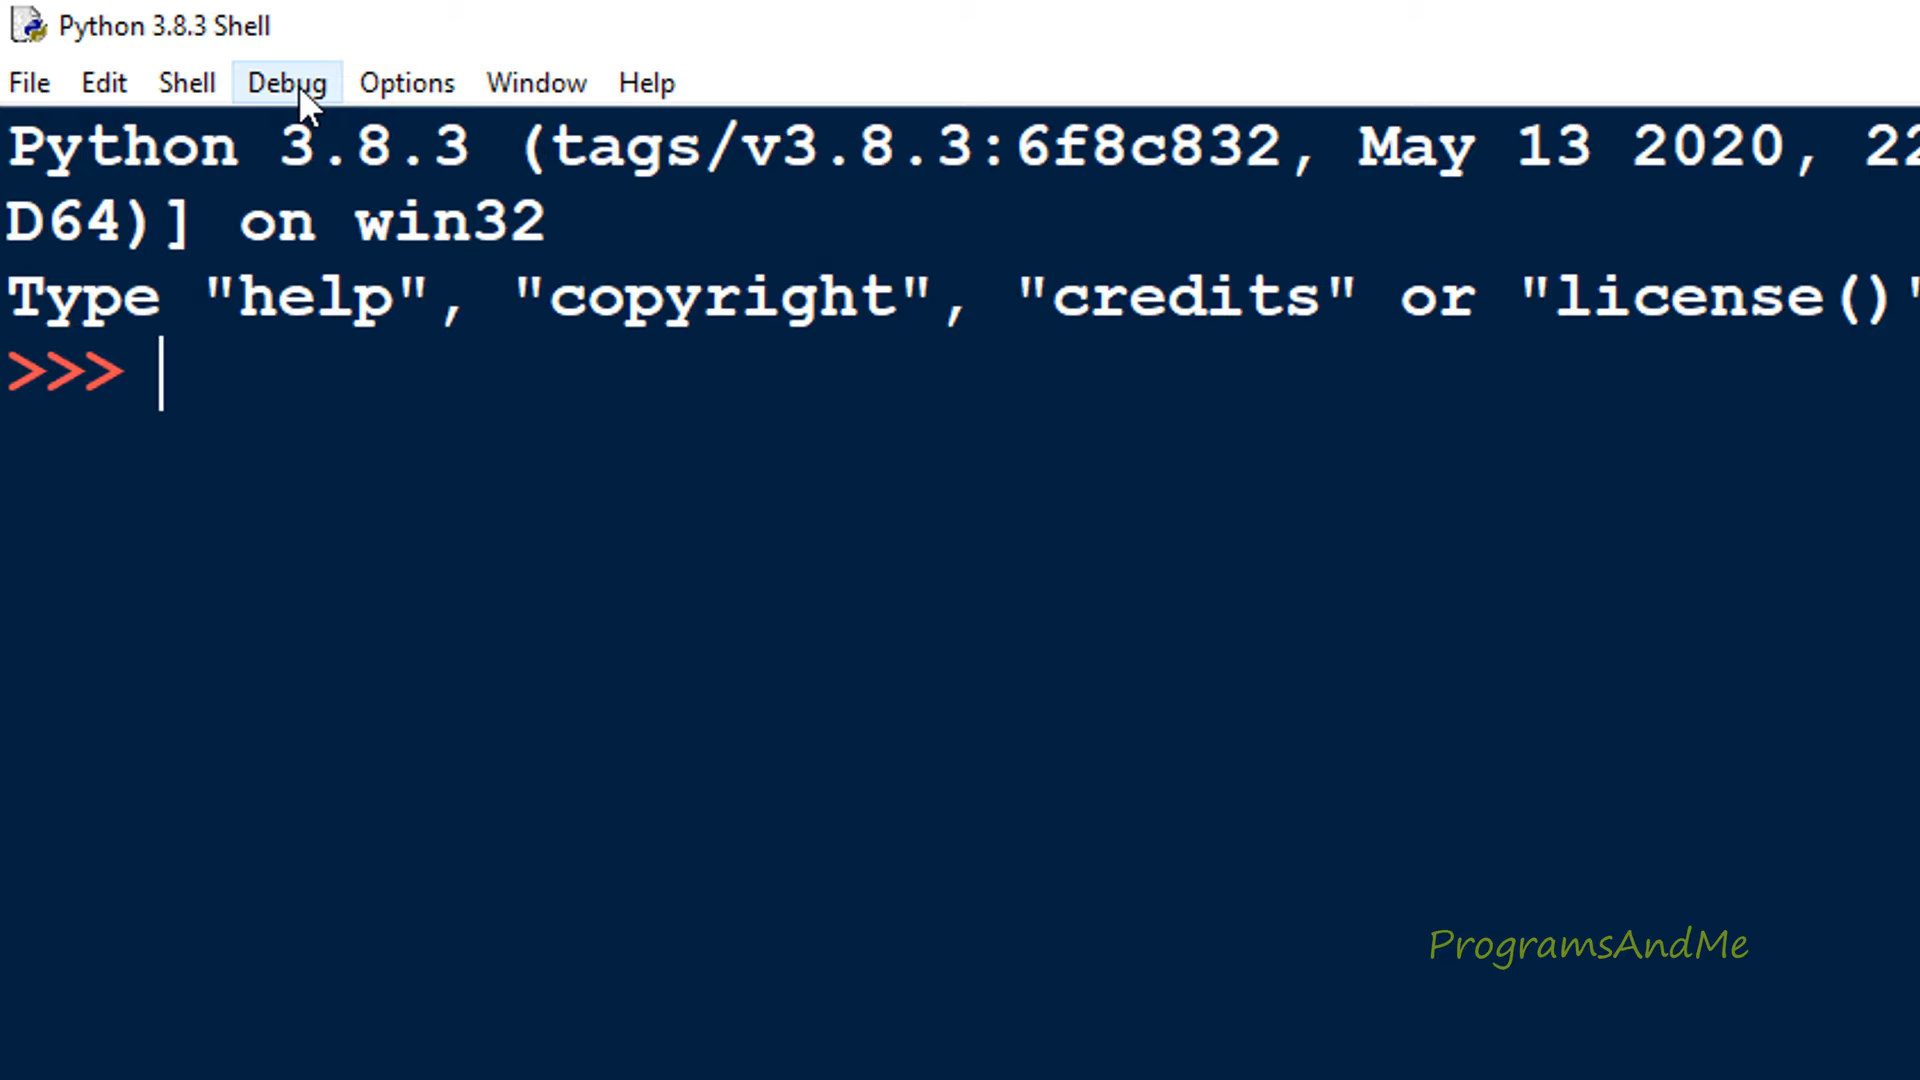 Python 3.8.3 Shell
File Edit Shell Debug Options Window Help
Python 3.8.3 (tags/v3.8.3:6f8c832, May 13 2020, 22
D64)] on win32
Type "help", "copyright", "credits" or "license()"
>>>
ProgramsAndMe